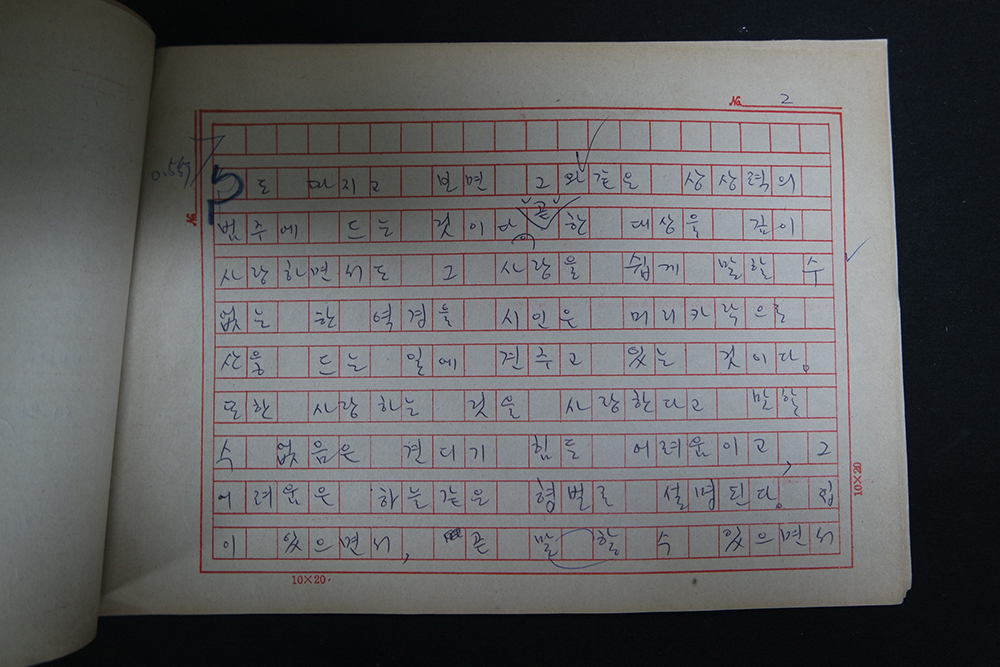 № 2
0.5행
도 따지고 보면 그와 같은 상상력의
범주에 드는 것이다. 곧 한 대상을 깊이
사랑하면서도 그 사랑을 쉽게 말할 수
없는 한 역경을 시인은 머리카락으로
산을 드는 일에 견주고 있는 것이다.
또한 사랑하는 것을 사랑한다고 말할
수 없음은 견디기 힘든 어려움이고, 그
어려움은 하늘같은 형벌로 설명된다. 힘
이 있으면서, 곧 말할 수 있으면서
№
10×20
10×20.